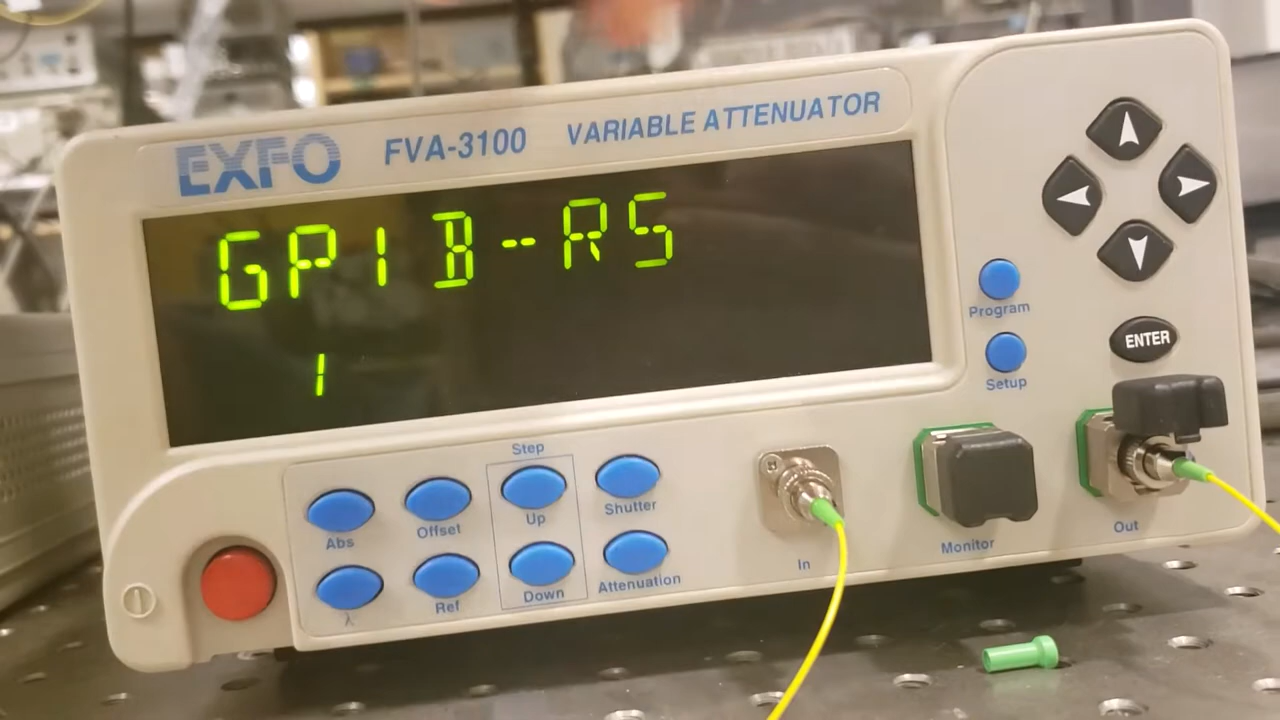 EXFO FVA-3100 VARIABLE ATTENUATOR
GPIB-RS
1
Program
Setup
ENTER
Step
Abs Offset Up Shutter
λ Ref Down Attenuation
In Monitor Out